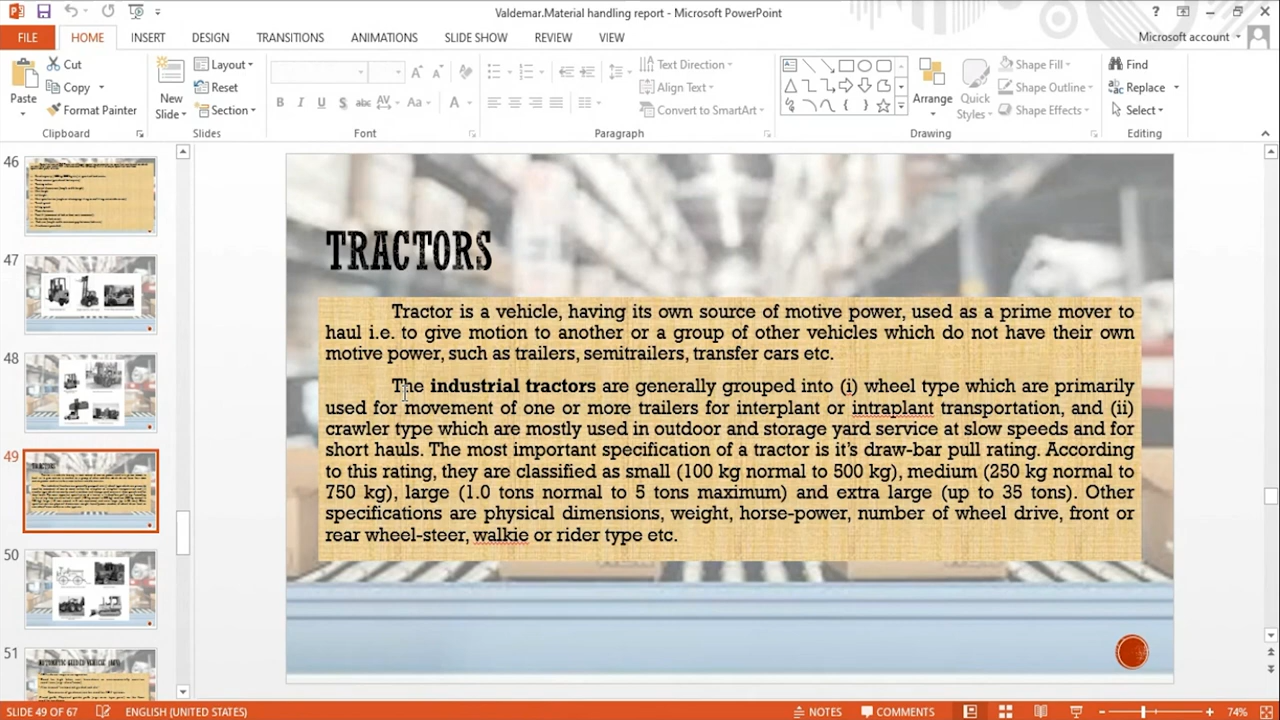 Valdemar.Material handling report - Microsoft PowerPoint
?
FILE HOME INSERT DESIGN TRANSITIONS ANIMATIONS SLIDE SHOW REVIEW VIEW
Microsoft account
Paste
Cut
Copy
Format Painter
Clipboard
New Slide
Layout
Reset
Section
Slides
B I U S abc AV Aa A
Font
Text Direction
Align Text
Convert to SmartArt
Paragraph
Arrange
Quick Styles
Shape Fill
Shape Outline
Shape Effects
Drawing
Find
Replace
Select
Editing
46
47
48
49
50
51
TRACTORS
Tractor is a vehicle, having its own source of motive power, used as a prime mover to
haul i.e. to give motion to another or a group of other vehicles which do not have their own
motive power, such as trailers, semitrailers, transfer cars etc.
The industrial tractors are generally grouped into (i) wheel type which are primarily
used for movement of one or more trailers for interplant or intraplant transportation, and (ii)
crawler type which are mostly used in outdoor and storage yard service at slow speeds and for
short hauls. The most important specification of a tractor is it's draw-bar pull rating. According
to this rating, they are classified as small (100 kg normal to 500 kg), medium (250 kg normal to
750 kg), large (1.0 tons normal to 5 tons maximum) and extra large (up to 35 tons). Other
specifications are physical dimensions, weight, horse-power, number of wheel drive, front or
rear wheel-steer, walkie or rider type etc.
SLIDE 49 OF 67 ENGLISH (UNITED STATES) NOTES COMMENTS 74%